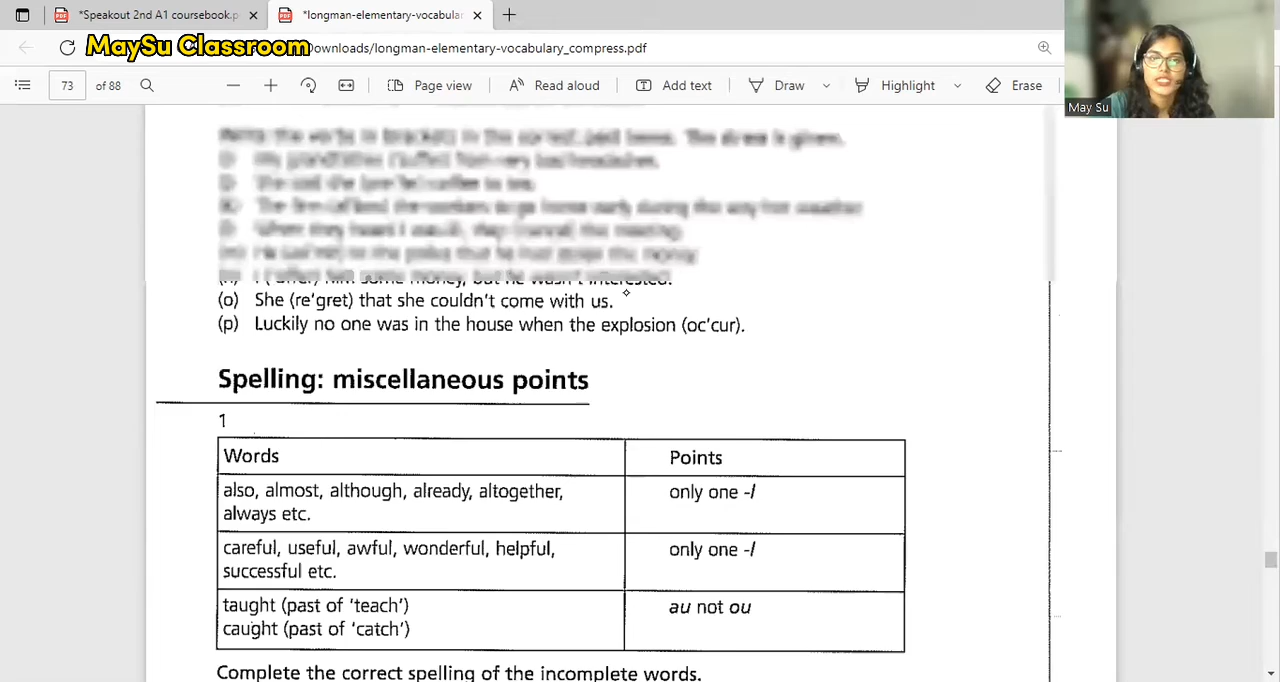 *Speakout 2nd A1 coursebook.p
*longman-elementary-vocabular
MaySu Classroom
Downloads/longman-elementary-vocabulary_compress.pdf
73 of 88
Page view
Read aloud
Add text
Draw
Highlight
Erase
May Su
(o) She (re'gret) that she couldn't come with us.
(p) Luckily no one was in the house when the explosion (oc'cur).
Spelling: miscellaneous points
1
Words Points
also, almost, although, already, altogether, only one -l
always etc.
careful, useful, awful, wonderful, helpful, only one -l
successful etc.
taught (past of 'teach') au not ou
caught (past of 'catch')
Complete the correct spelling of the incomplete words.